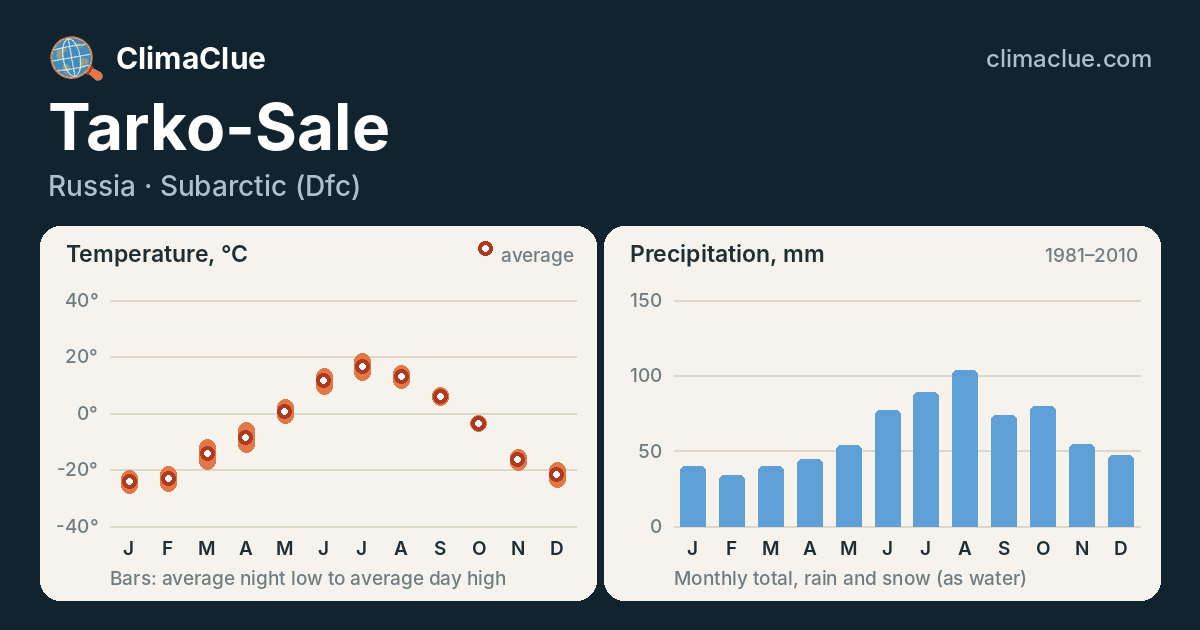 ClimaClue
climaclue.com
Tarko-Sale
Russia · Subarctic (Dfc)
Temperature, °C
average
40°
20°
0°
-20°
-40°
J F M A M J J A S O N D
Bars: average night low to average day high
Precipitation, mm
1981–2010
150
100
50
0
J F M A M J J A S O N D
Monthly total, rain and snow (as water)